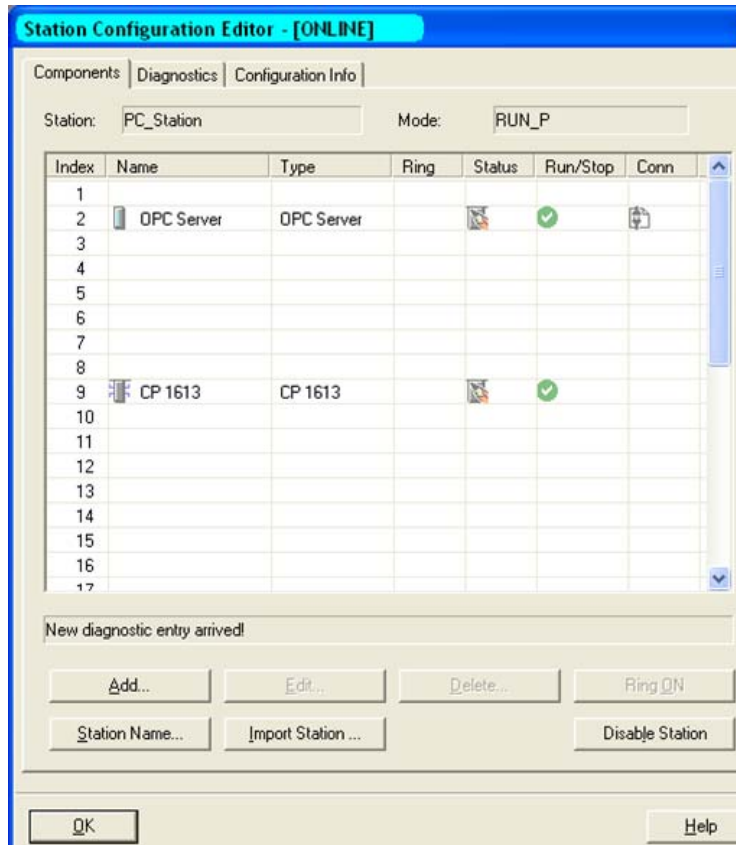 Station Configuration Editor - [ONLINE]
Components Diagnostics Configuration Info
Station: PC_Station Mode: RUN_P
Index Name Type Ring Status Run/Stop Conn
1
2 OPC Server OPC Server
3
4
5
6
7
8
9 CP 1613 CP 1613
10
11
12
13
14
15
16
17
New diagnostic entry arrived!
Add... Edit... Delete... Ring ON
Station Name... Import Station ... Disable Station
OK Help